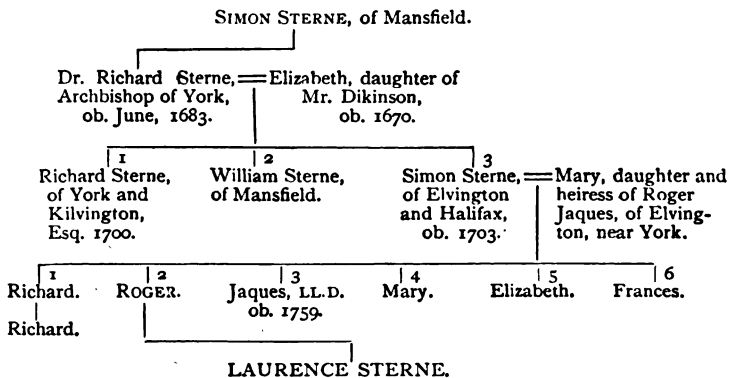 SIMON STERNE, of Mansfield.
Dr. Richard Sterne, Archbishop of York, ob. June, 1683.
Elizabeth, daughter of Mr. Dikinson, ob. 1670.
1
Richard Sterne,
of York and
Kilvington,
Esq. 1700.
2
William Sterne,
of Mansfield.
3
Simon Sterne,
of Elvington
and Halifax,
ob. 1703.
Mary, daughter and
heiress of Roger
Jaques, of Elving-
ton, near York.
1
Richard.
Richard.
2
ROGER.
3
Jaques, LL.D.
ob. 1759.
4
Mary.
5
Elizabeth.
6
Frances.
LAURENCE STERNE.